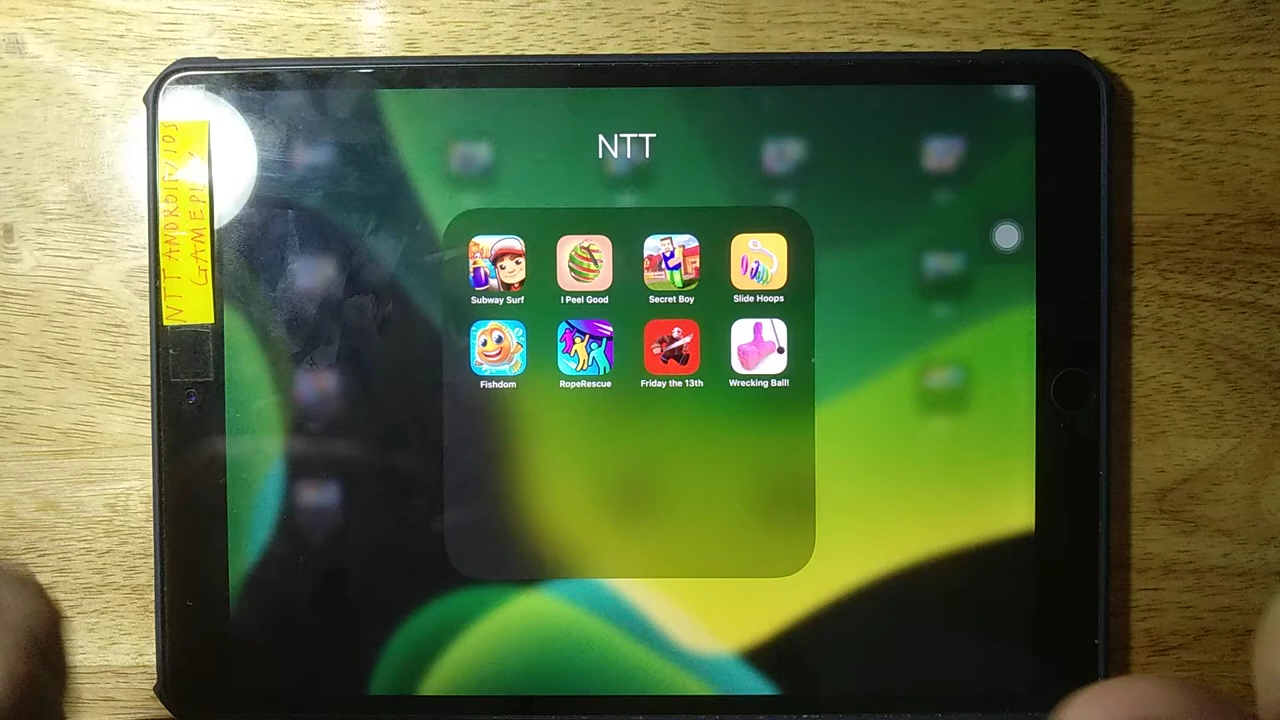 NTT ANDROID/IOS
GAMEPLAY
NTT
Subway Surf
I Peel Good
Secret Boy
Slide Hoops
Fishdom
RopeRescue
Friday the 13th
Wrecking Ball!